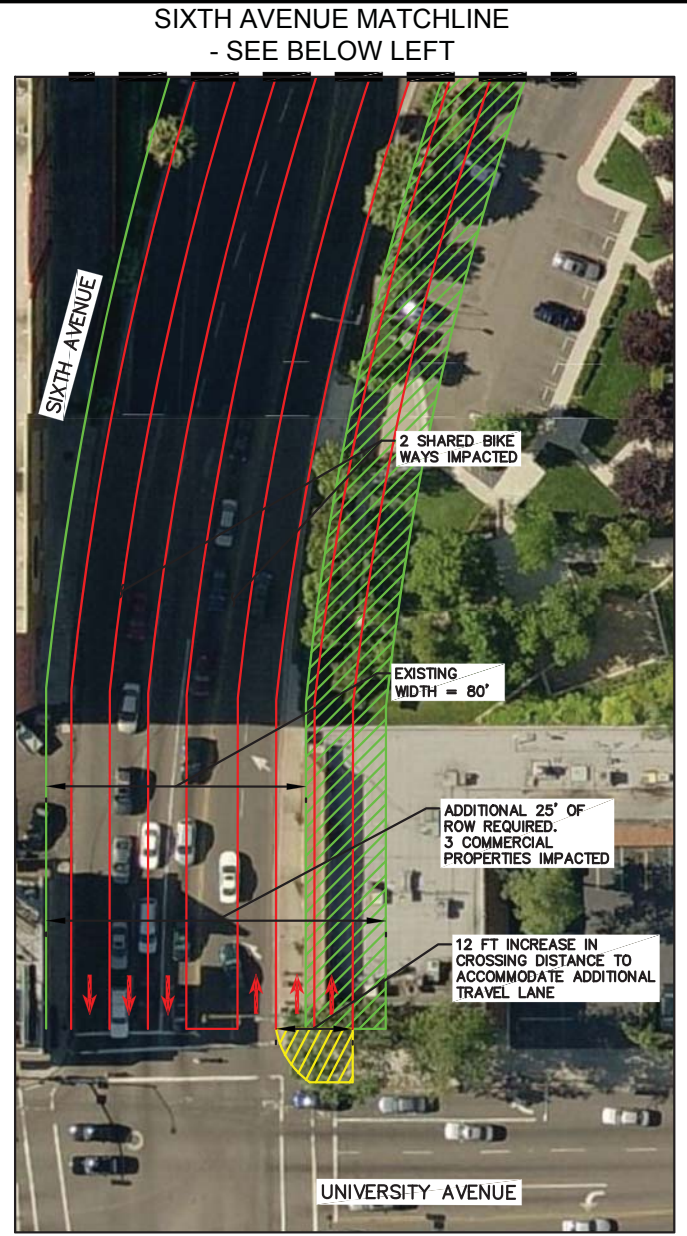 SIXTH AVENUE MATCHLINE
- SEE BELOW LEFT
SIXTH AVENUE
2 SHARED BIKE
WAYS IMPACTED
EXISTING
WIDTH = 80'
ADDITIONAL 25' OF
ROW REQUIRED.
3 COMMERCIAL
PROPERTIES IMPACTED
12 FT INCREASE IN
CROSSING DISTANCE TO
ACCOMMODATE ADDITIONAL
TRAVEL LANE
UNIVERSITY AVENUE